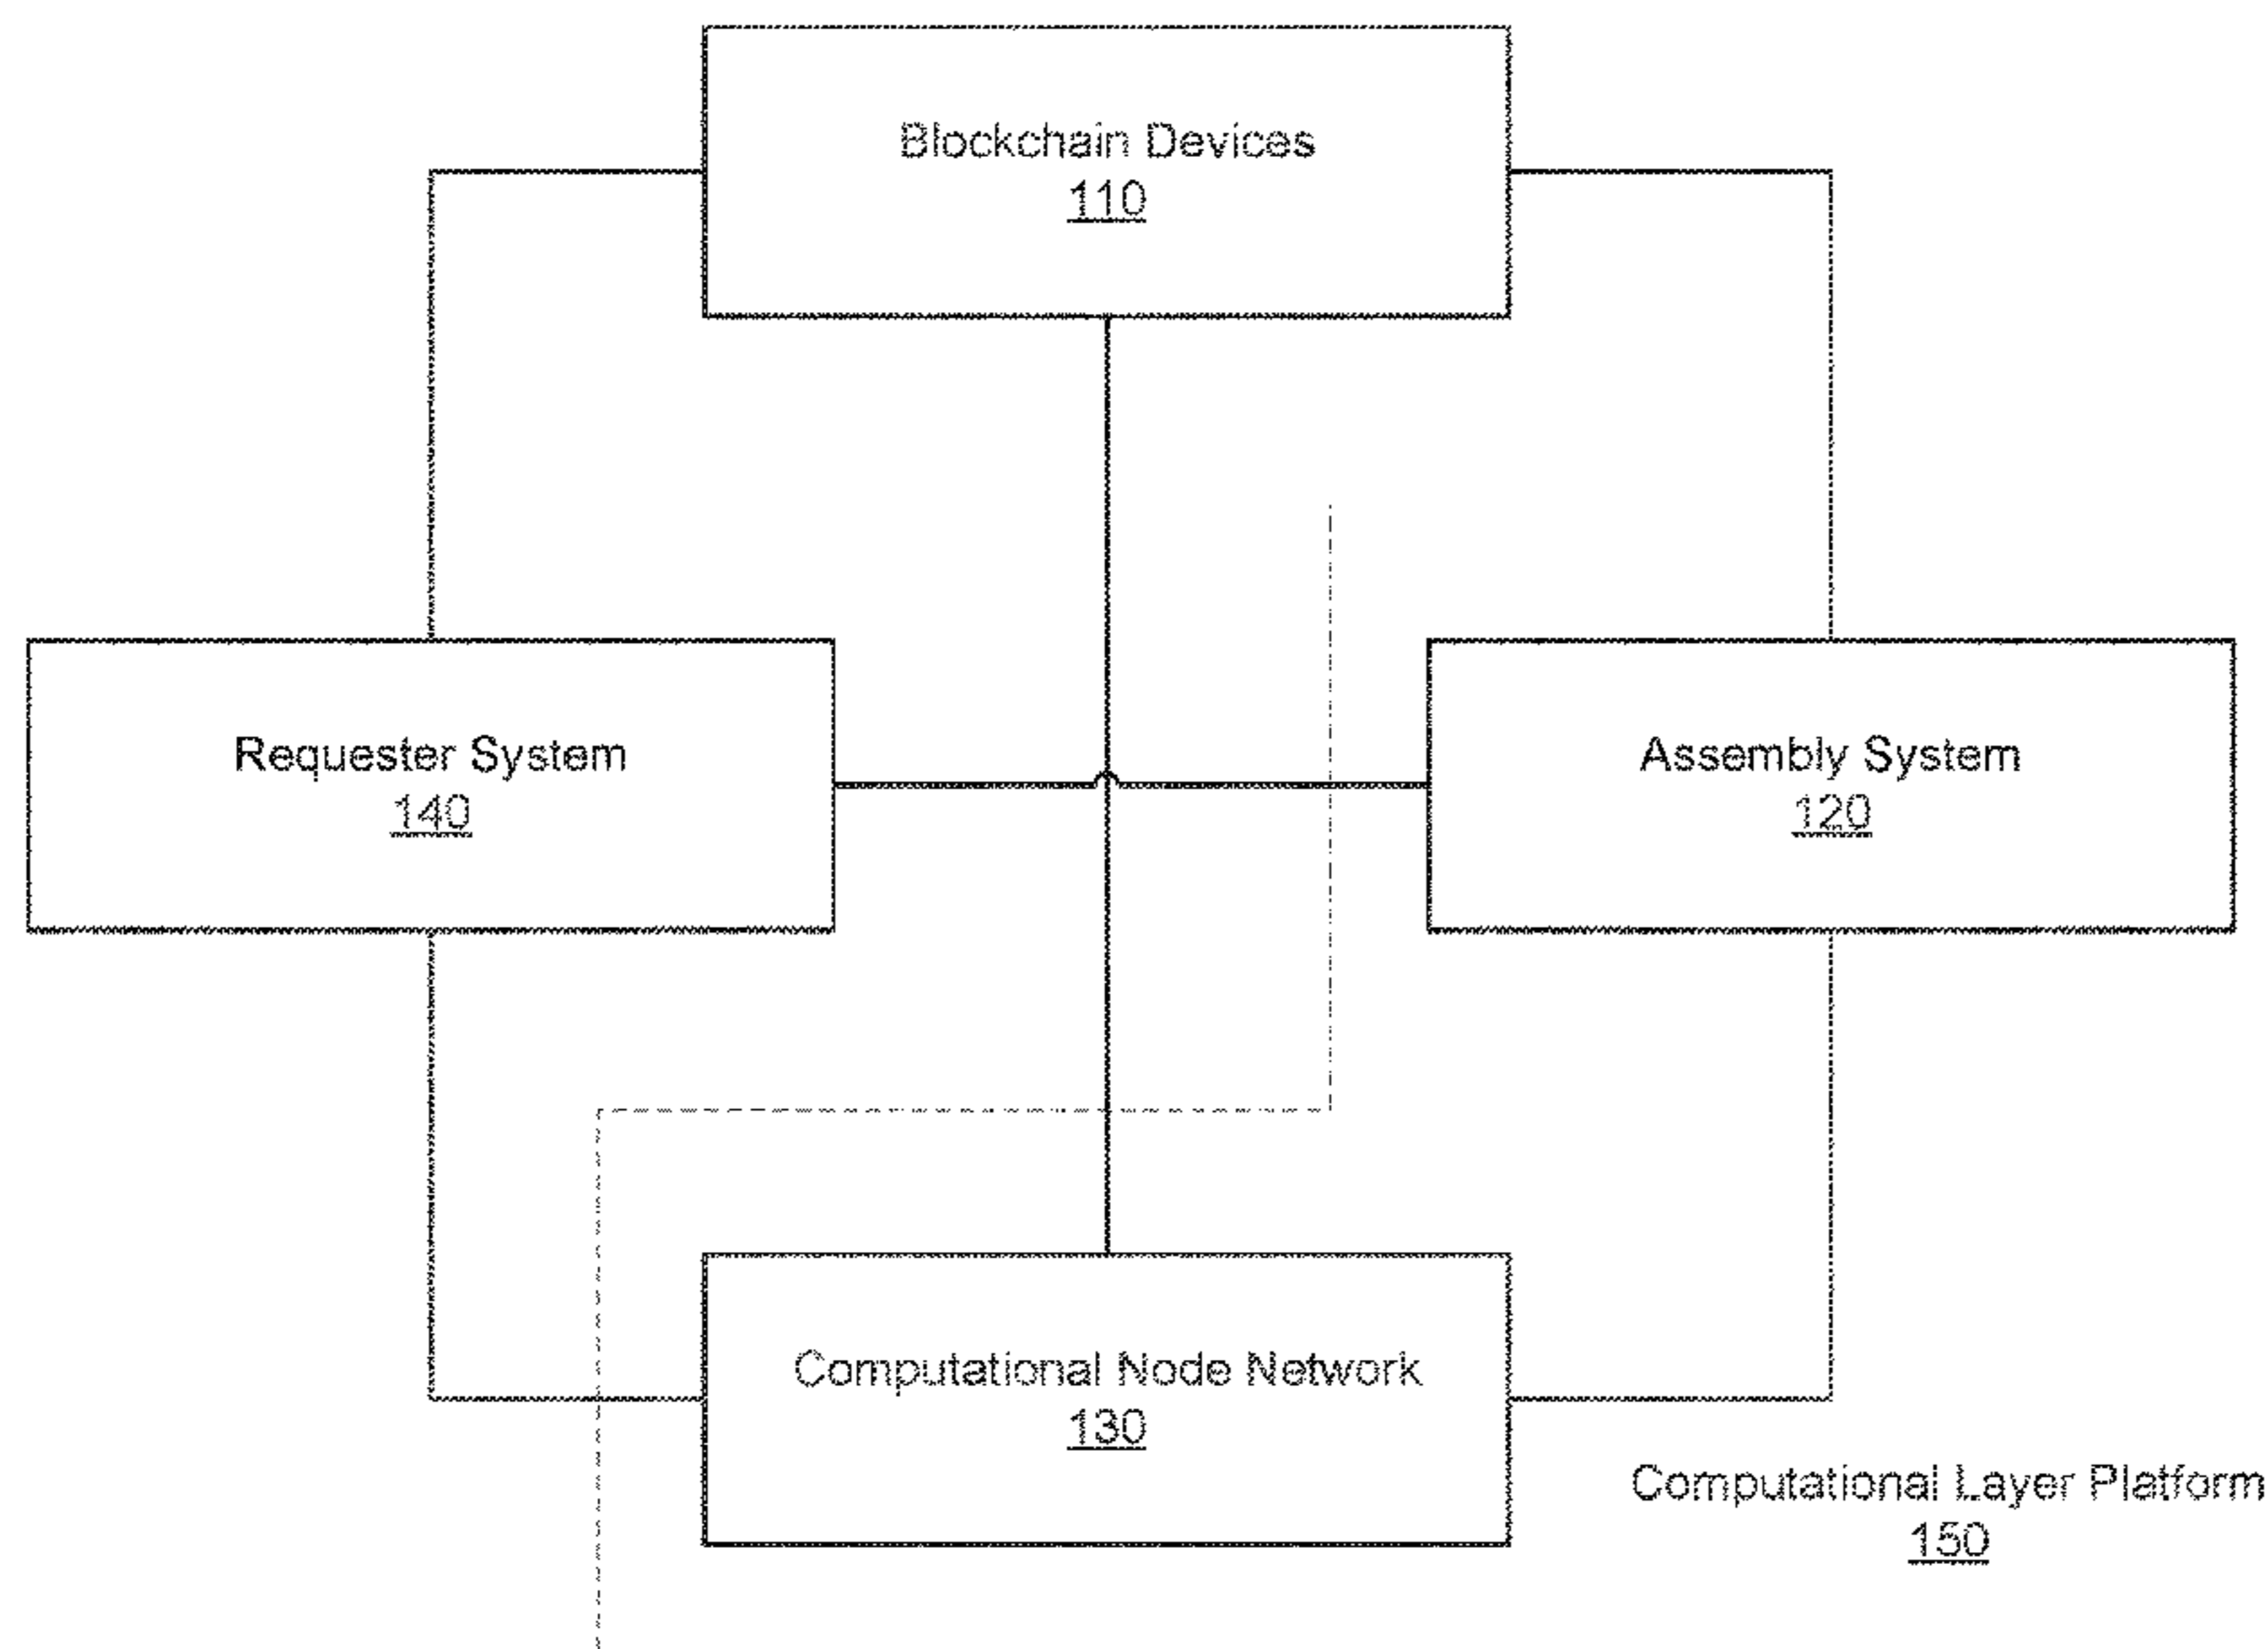 Blockchain Devices
110
Requester System
140
Assembly System
120
Computational Node Network
130
Computational Layer Platform
150